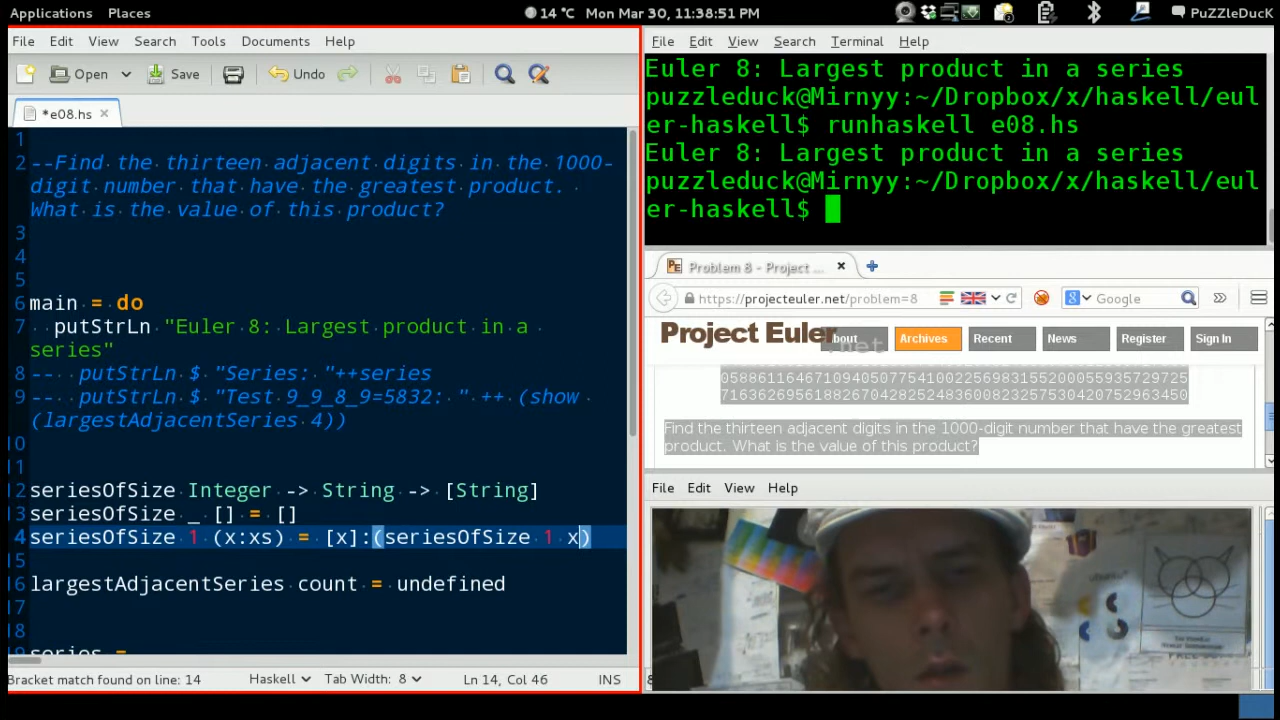 Applications Places
14 °C Mon Mar 30, 11:38:51 PM
PuZZleDucK
File Edit View Search Tools Documents Help
Open Save Undo
*e08.hs
1
2 --Find the thirteen adjacent digits in the 1000-
digit number that have the greatest product.
What is the value of this product?
3
4
5
6 main = do
7 putStrLn "Euler 8: Largest product in a
series"
8 -- putStrLn $ "Series: "++series
9 -- putStrLn $ "Test 9_9_8_9=5832: " ++ (show
(largestAdjacentSeries 4))
10
11
12 seriesOfSize Integer -> String -> [String]
13 seriesOfSize _ [] = []
14 seriesOfSize 1 (x:xs) = [x]:(seriesOfSize 1 x)
15
16 largestAdjacentSeries count = undefined
17
18
19 series =
Bracket match found on line: 14 Haskell Tab Width: 8 Ln 14, Col 46 INS
File Edit View Search Terminal Help
Euler 8: Largest product in a series
puzzleduck@Mirnyy:~/Dropbox/x/haskell/eul
er-haskell$ runhaskell e08.hs
Euler 8: Largest product in a series
puzzleduck@Mirnyy:~/Dropbox/x/haskell/eul
er-haskell$
Problem 8 - Project ...
https://projecteuler.net/problem=8 Google
Project Euler .net About Archives Recent News Register Sign In
05886116467109405077541002256983155200055935729725
71636269561882670428252483600823257530420752963450
Find the thirteen adjacent digits in the 1000-digit number that have the greatest
product. What is the value of this product?
File Edit View Help